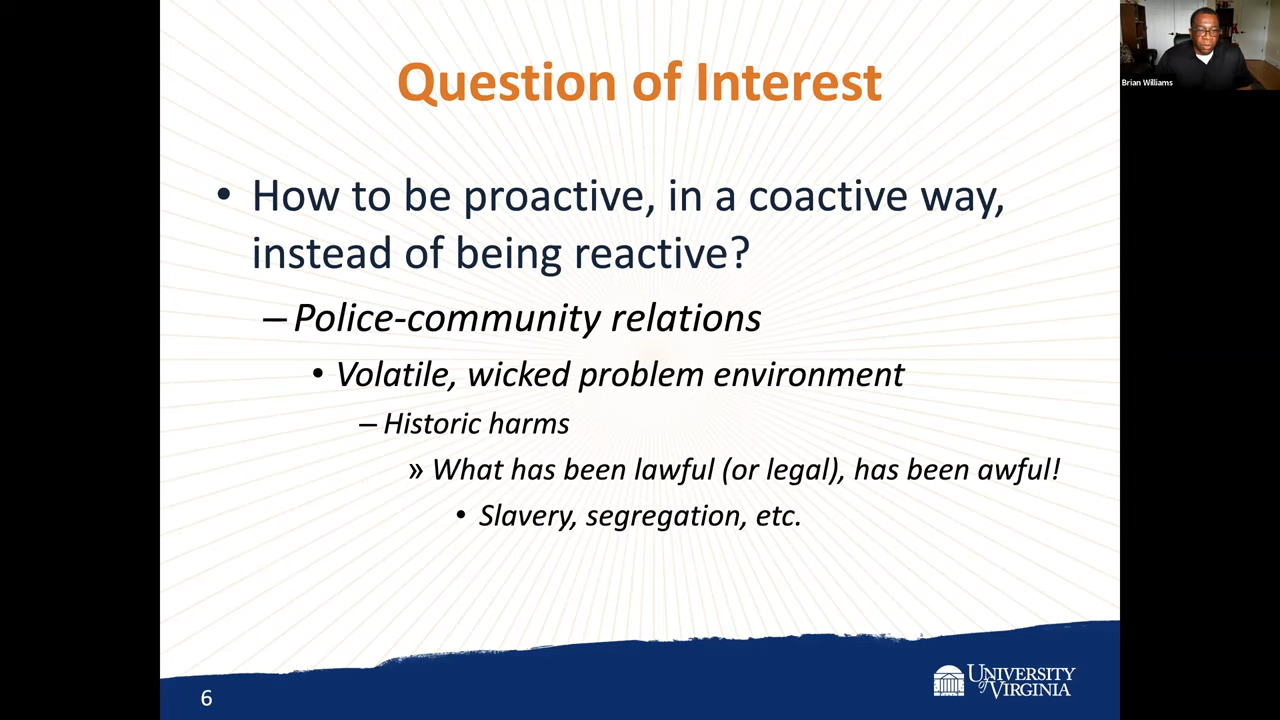 Question of Interest
Brian Williams
• How to be proactive, in a coactive way,
instead of being reactive?
– Police-community relations
• Volatile, wicked problem environment
– Historic harms
» What has been lawful (or legal), has been awful!
• Slavery, segregation, etc.
6
UNIVERSITY
of VIRGINIA